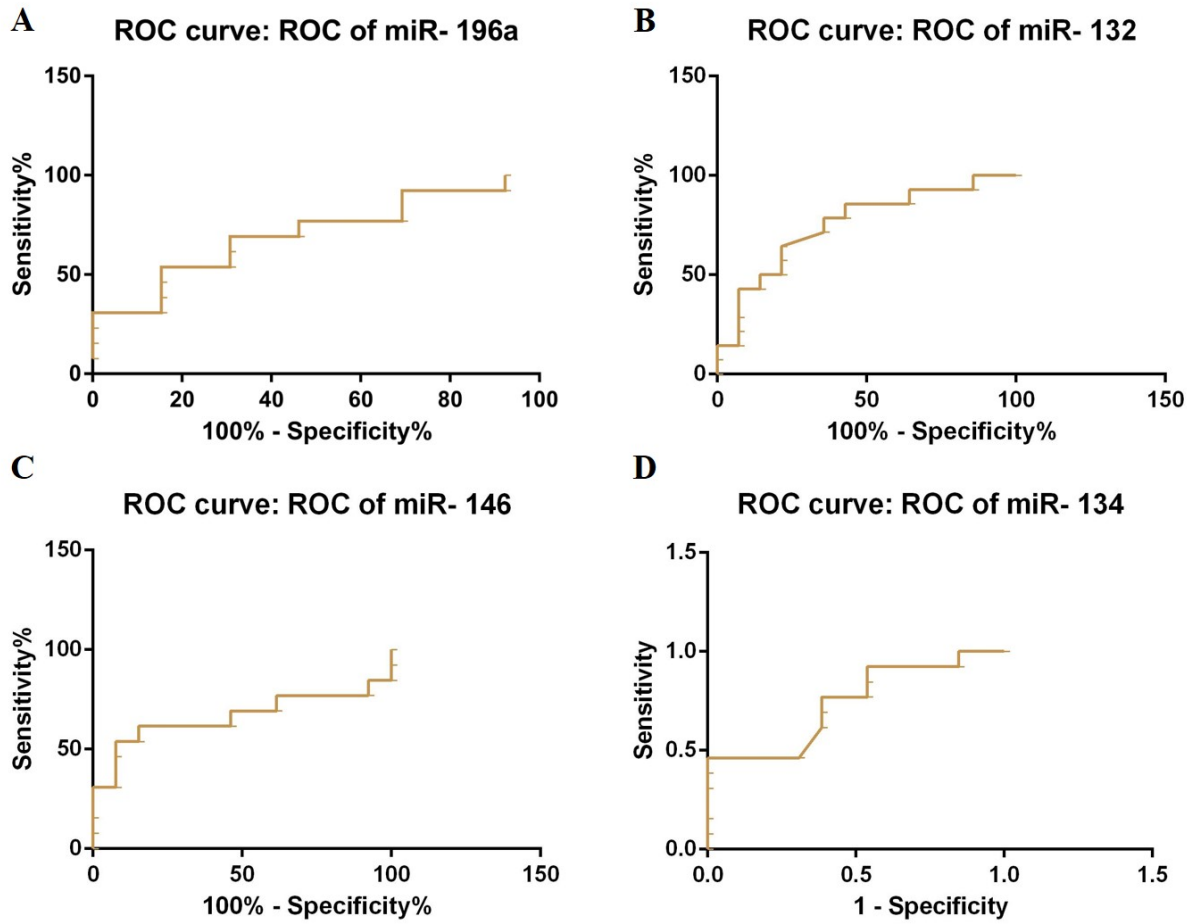 A
ROC curve: ROC of miR- 196a
150
100
50
0
Sensitivity%
0 20 40 60 80 100
100% - Specificity%
B
ROC curve: ROC of miR- 132
150
100
50
0
Sensitivity%
0 50 100 150
100% - Specificity%
C
ROC curve: ROC of miR- 146
150
100
50
0
Sensitivity%
0 50 100 150
100% - Specificity%
D
ROC curve: ROC of miR- 134
1.5
1.0
0.5
0.0
Sensitivity
0.0 0.5 1.0 1.5
1 - Specificity